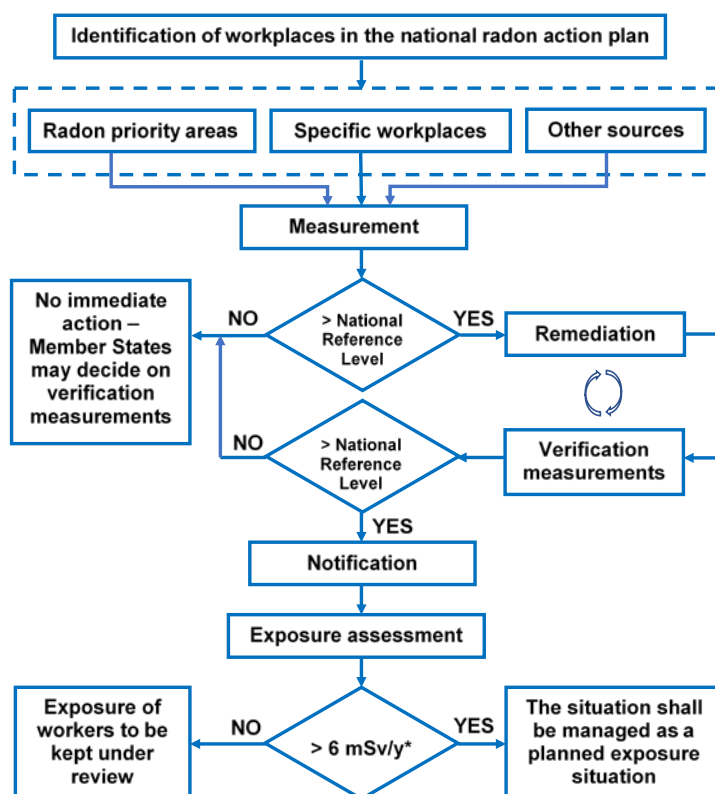 Identification of workplaces in the national radon action plan
Radon priority areas
Specific workplaces
Other sources
Measurement
No immediate
action –
Member States
may decide on
verification
measurements
NO
> National
Reference
Level
YES
Remediation
NO
> National
Reference
Level
Verification
measurements
YES
Notification
Exposure assessment
Exposure of
workers to be
kept under
review
NO
> 6 mSv/y*
YES
The situation shall
be managed as a
planned exposure
situation